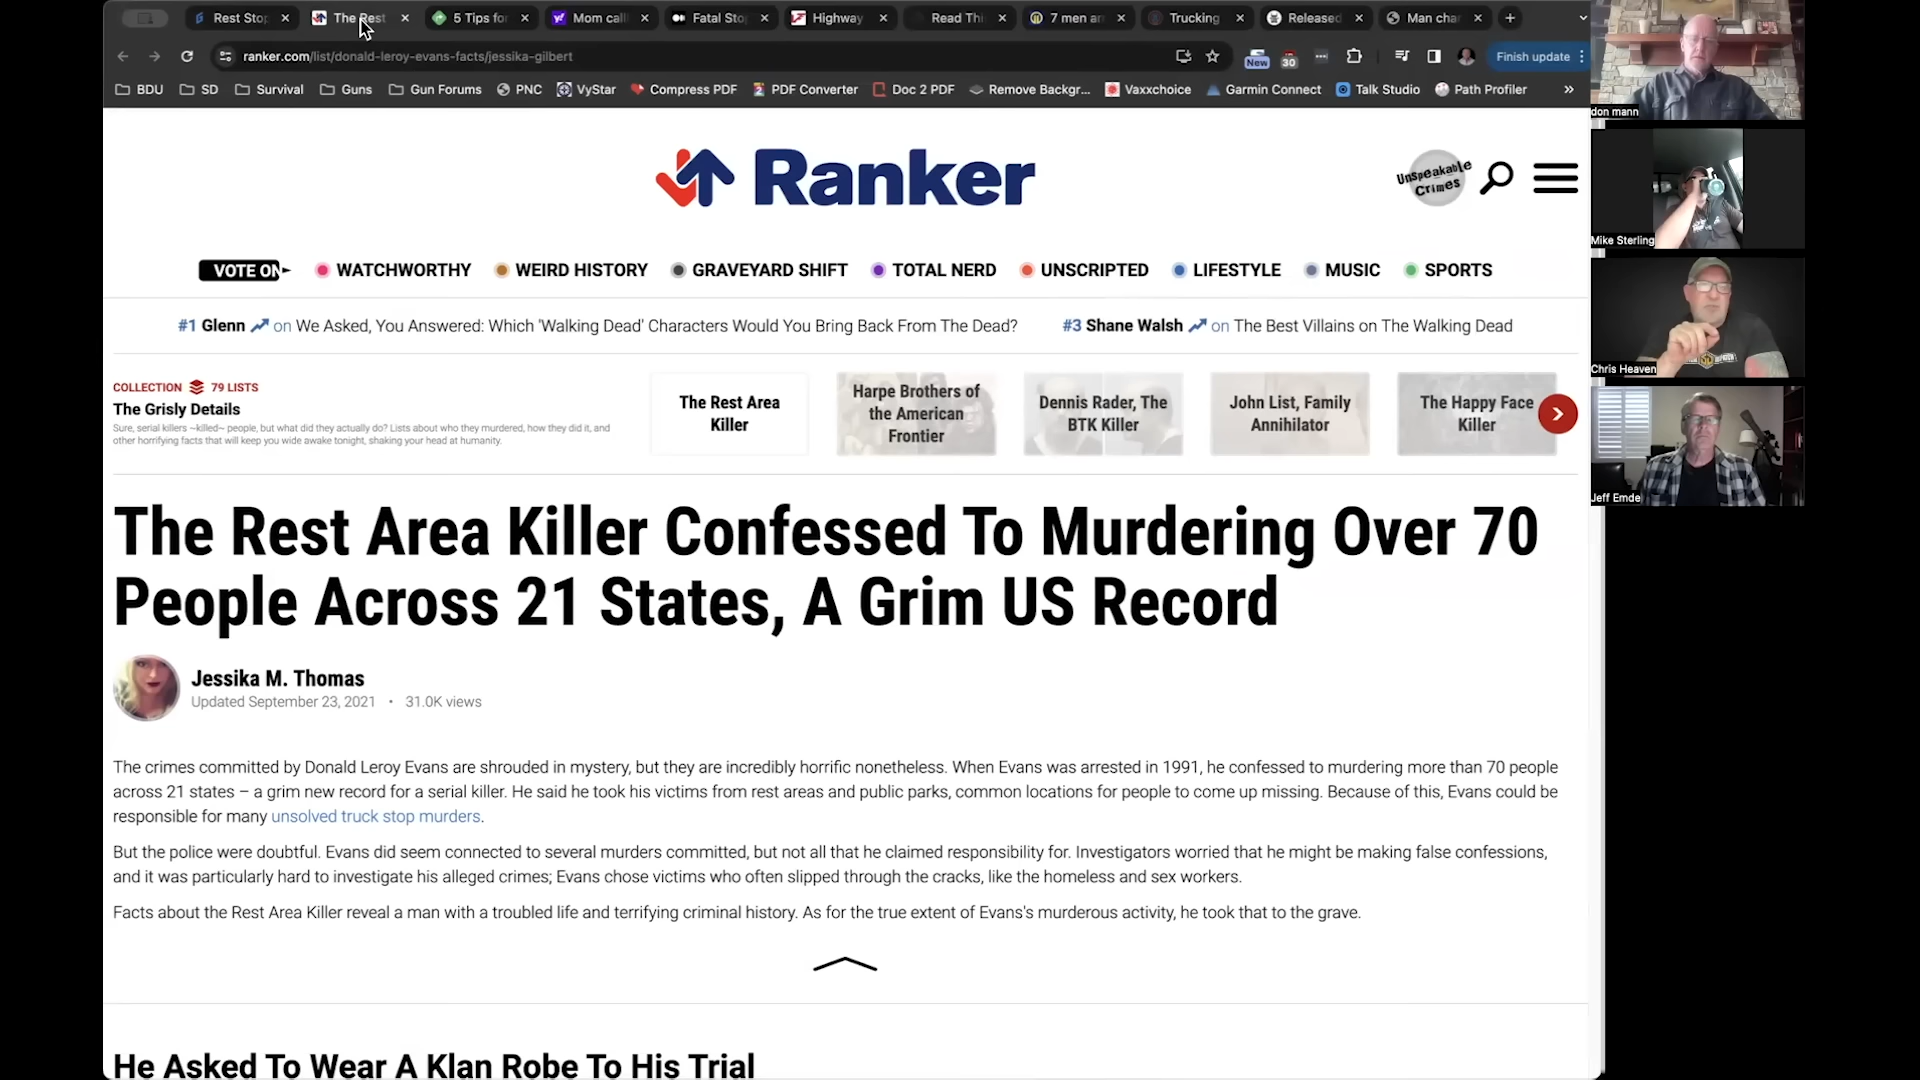 Rest Stop
The Rest
5 Tips fo
Mom call
Fatal Sto
Highway
Read Thi
7 men an
Trucking
Released
Man cha
ranker.com/list/donald-leroy-evans-facts/jessika-gilbert
New
30
Finish update
BDU
SD
Survival
Guns
Gun Forums
PNC
VyStar
Compress PDF
PDF Converter
Doc 2 PDF
Remove Backgr...
Vaxxchoice
Garmin Connect
Talk Studio
Path Profiler
»
Ranker
Unspeakable
Crimes
VOTE ON
WATCHWORTHY
WEIRD HISTORY
GRAVEYARD SHIFT
TOTAL NERD
UNSCRIPTED
LIFESTYLE
MUSIC
SPORTS
#1 Glenn on We Asked, You Answered: Which 'Walking Dead' Characters Would You Bring Back From The Dead?
#3 Shane Walsh on The Best Villains on The Walking Dead
COLLECTION 79 LISTS
The Grisly Details
Sure, serial killers ~killed~ people, but what did they actually do? Lists about who they murdered, how they did it, and
other horrifying facts that will keep you wide awake tonight, shaking your head at humanity.
The Rest Area
Killer
Harpe Brothers of
the American
Frontier
Dennis Rader, The
BTK Killer
John List, Family
Annihilator
The Happy Face
Killer
The Rest Area Killer Confessed To Murdering Over 70
People Across 21 States, A Grim US Record
Jessika M. Thomas
Updated September 23, 2021 • 31.0K views
The crimes committed by Donald Leroy Evans are shrouded in mystery, but they are incredibly horrific nonetheless. When Evans was arrested in 1991, he confessed to murdering more than 70 people
across 21 states – a grim new record for a serial killer. He said he took his victims from rest areas and public parks, common locations for people to come up missing. Because of this, Evans could be
responsible for many unsolved truck stop murders.
But the police were doubtful. Evans did seem connected to several murders committed, but not all that he claimed responsibility for. Investigators worried that he might be making false confessions,
and it was particularly hard to investigate his alleged crimes; Evans chose victims who often slipped through the cracks, like the homeless and sex workers.
Facts about the Rest Area Killer reveal a man with a troubled life and terrifying criminal history. As for the true extent of Evans's murderous activity, he took that to the grave.
He Asked To Wear A Klan Robe To His Trial
don mann
Mike Sterling
Chris Heaven
Jeff Emde